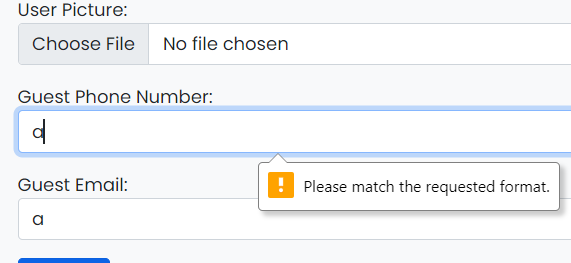 User Picture:
Choose File No file chosen
Guest Phone Number:
a
Please match the requested format.
Guest Email:
a